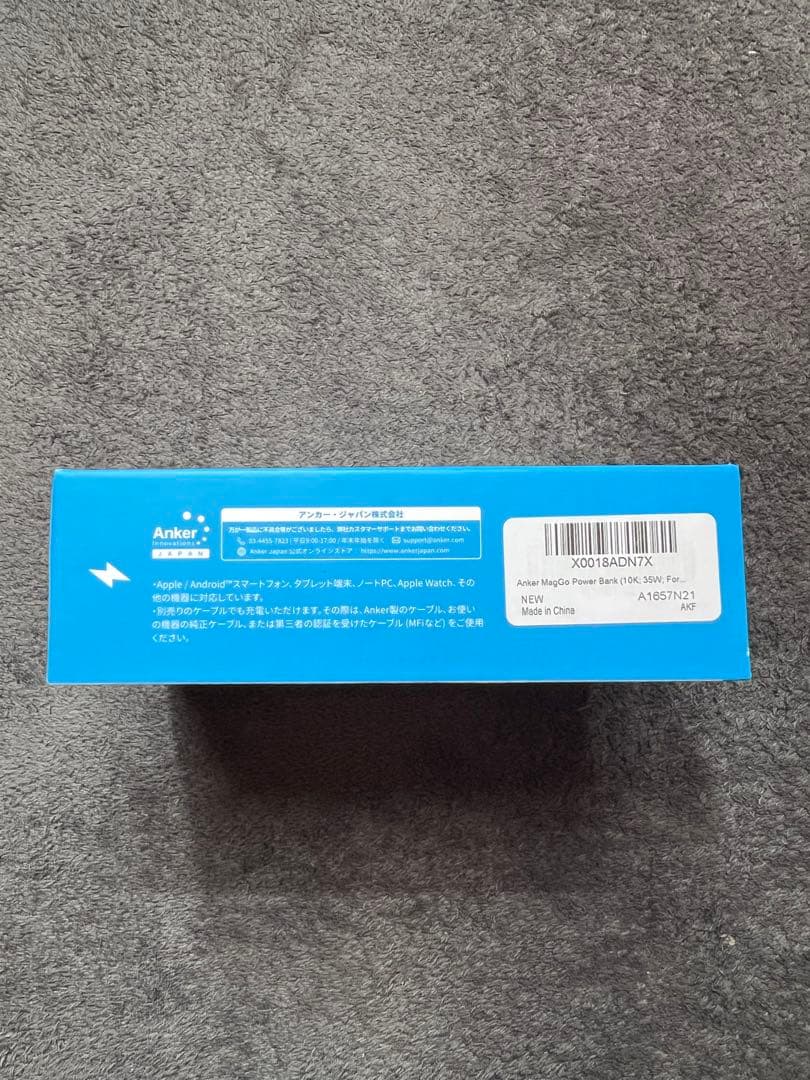 Anker
Innovations
JAPAN
アンカー・ジャパン株式会社
万が一製品に不具合等がございましたら、弊社カスタマーサポートまでお問い合わせください。
03-4455-7823 | 平日9:00-17:00 / 年末年始を除く support@anker.com
Anker Japan 公式オンラインストア https://www.ankerjapan.com
・Apple / Android™スマートフォン、タブレット端末、ノートPC、Apple Watch、その
他の機器に対応しています。
・別売りのケーブルでも充電いただけます。その際は、Anker製のケーブル、お使い
の機器の純正ケーブル、または第三者の認証を受けたケーブル (MFiなど) をご使用
ください。
X0018ADN7X
Anker MagGo Power Bank (10K; 35W; For...
NEW A1657N21
Made in China AKF